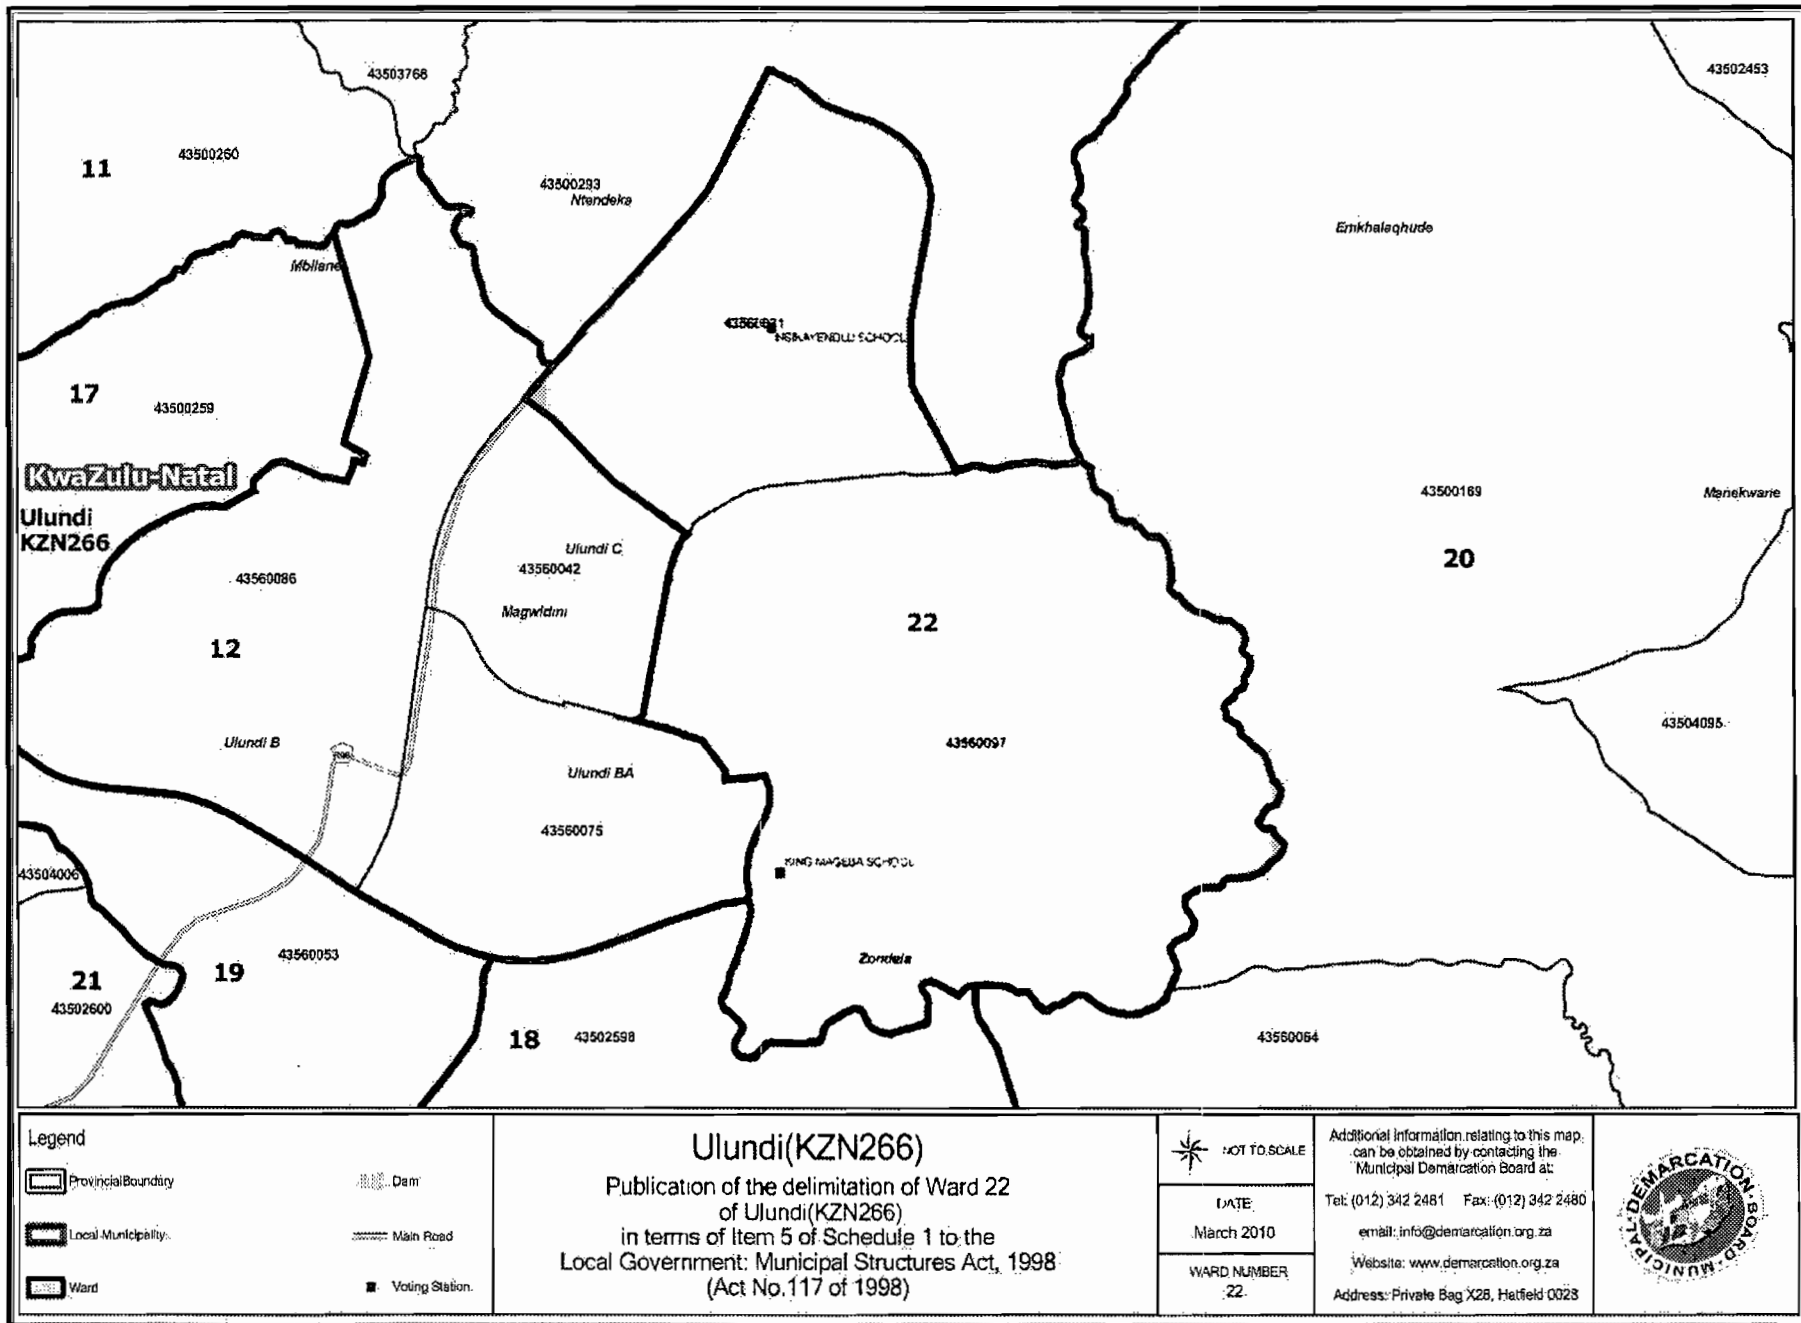 43503768
43502453
11
43500260
43500293
Ntendeka
Emkhalaqhude
Mbilane
SCHOOL
17
43500259
KwaZulu-Natal
Ulundi
KZN266
43500169
Manekwane
Ulundi C
43560042
20
43560086
Magwidini
22
12
43504095
Ulundi B
43560097
Ulundi BA
43560075
KING MAGEBA SCHOOL
43504006
43560053
Zondela
21
19
43502600
18
43502598
43560064
Legend
Provincial Boundary
Local Municipality
Ward
Dam
Main Road
Voting Station
Ulundi(KZN266)
Publication of the delimitation of Ward 22
of Ulundi(KZN266)
in terms of Item 5 of Schedule 1 to the
Local Government: Municipal Structures Act, 1998
(Act No.117 of 1998)
NOT TO SCALE
DATE
March 2010
WARD NUMBER
22
Additional information relating to this map
can be obtained by contacting the
Municipal Demarcation Board at:
Tel: (012) 342 2481 Fax: (012) 342 2480
email: info@demarcation.org.za
Website: www.demarcation.org.za
Address: Private Bag X28, Hatfield 0028
MUNICIPAL DEMARCATION BOARD